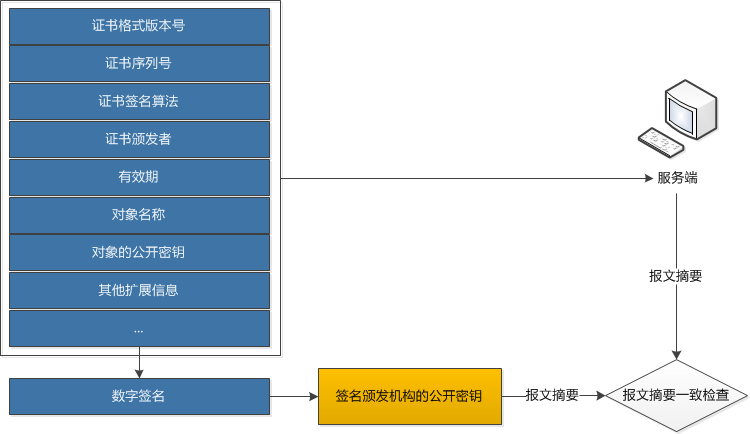 证书格式版本号
证书序列号
证书签名算法
证书颁发者
有效期
对象名称
对象的公开密钥
其他扩展信息
...
服务端
报文摘要
数字签名
签名颁发机构的公开密钥
报文摘要
报文摘要一致检查